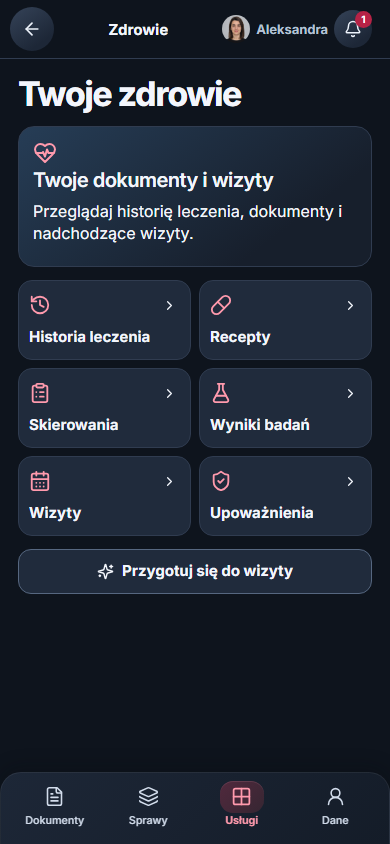 Zdrowie
Aleksandra
1
Twoje zdrowie
Twoje dokumenty i wizyty
Przeglądaj historię leczenia, dokumenty i
nadchodzące wizyty.
Historia leczenia
Recepty
Skierowania
Wyniki badań
Wizyty
Upoważnienia
Przygotuj się do wizyty
Dokumenty
Sprawy
Usługi
Dane